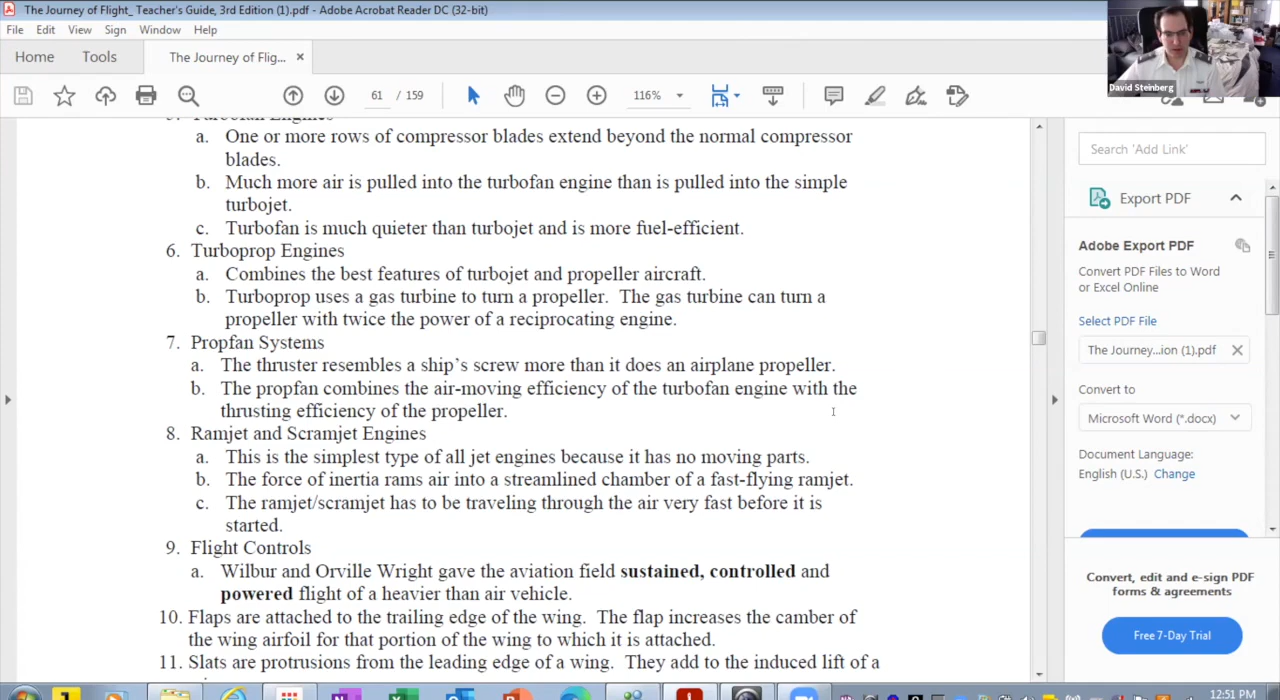 The Journey of Flight_ Teacher's Guide, 3rd Edition (1).pdf - Adobe Acrobat Reader DC (32-bit)
File Edit View Sign Window Help
Home Tools The Journey of Flig... ×
61 / 159 116%
David Steinberg
5. Turbofan Engines
a. One or more rows of compressor blades extend beyond the normal compressor
blades.
b. Much more air is pulled into the turbofan engine than is pulled into the simple
turbojet.
c. Turbofan is much quieter than turbojet and is more fuel-efficient.
6. Turboprop Engines
a. Combines the best features of turbojet and propeller aircraft.
b. Turboprop uses a gas turbine to turn a propeller. The gas turbine can turn a
propeller with twice the power of a reciprocating engine.
7. Propfan Systems
a. The thruster resembles a ship's screw more than it does an airplane propeller.
b. The propfan combines the air-moving efficiency of the turbofan engine with the
thrusting efficiency of the propeller.
8. Ramjet and Scramjet Engines
a. This is the simplest type of all jet engines because it has no moving parts.
b. The force of inertia rams air into a streamlined chamber of a fast-flying ramjet.
c. The ramjet/scramjet has to be traveling through the air very fast before it is
started.
9. Flight Controls
a. Wilbur and Orville Wright gave the aviation field sustained, controlled and
powered flight of a heavier than air vehicle.
10. Flaps are attached to the trailing edge of the wing. The flap increases the camber of
the wing airfoil for that portion of the wing to which it is attached.
11. Slats are protrusions from the leading edge of a wing. They add to the induced lift of a
Search 'Add Link'
Export PDF
Adobe Export PDF
Convert PDF Files to Word
or Excel Online
Select PDF File
The Journey...ion (1).pdf
Convert to
Microsoft Word (*.docx)
Document Language:
English (U.S.) Change
Convert, edit and e-sign PDF
forms & agreements
Free 7-Day Trial
12:51 PM